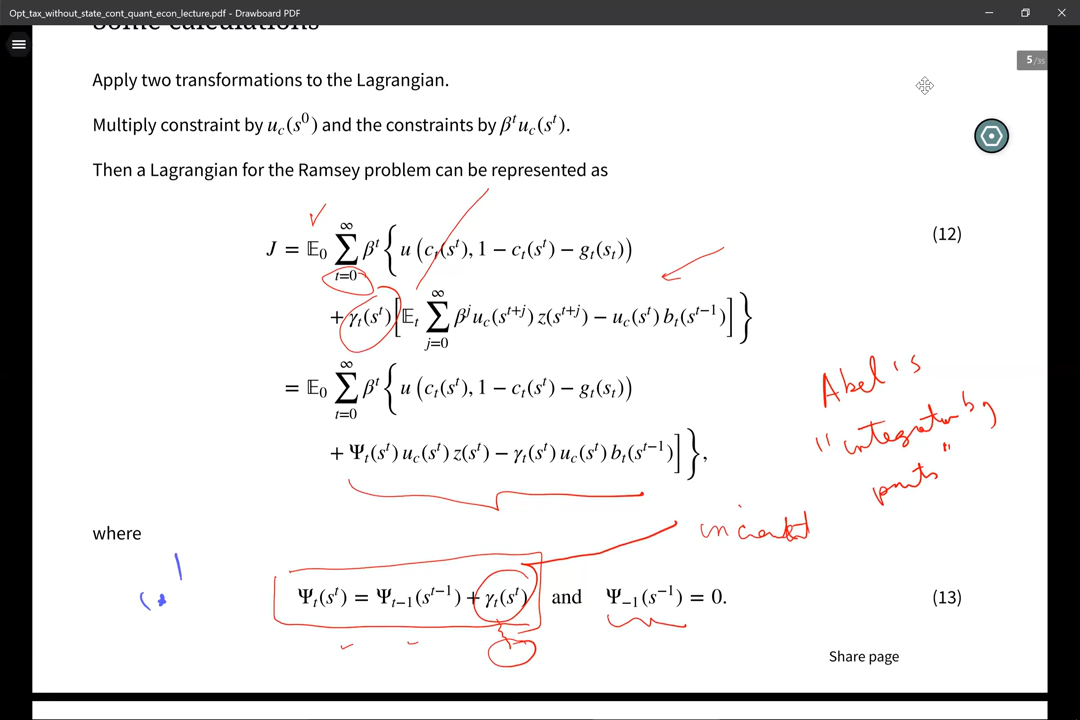 Opt_tax_without_state_cont_quant_econ_lecture.pdf - Drawboard PDF
5 /35
Apply two transformations to the Lagrangian.
Multiply constraint by u_c(s^0) and the constraints by β^t u_c(s^t).
Then a Lagrangian for the Ramsey problem can be represented as
J = 𝔼_0 ∑_{t=0}^{∞} β^t { u (c_t(s^t), 1 − c_t(s^t) − g_t(s_t)) (12)
+ γ_t(s^t) [ 𝔼_t ∑_{j=0}^{∞} β^j u_c(s^{t+j}) z(s^{t+j}) − u_c(s^t) b_t(s^{t−1}) ] }
= 𝔼_0 ∑_{t=0}^{∞} β^t { u (c_t(s^t), 1 − c_t(s^t) − g_t(s_t))
+ Ψ_t(s^t) u_c(s^t) z(s^t) − γ_t(s^t) u_c(s^t) b_t(s^{t−1}) ] },
Abel's
"integration by
parts"
where
Ψ_t(s^t) = Ψ_{t−1}(s^{t−1}) + γ_t(s^t) and Ψ_{−1}(s^{−1}) = 0. (13)
Share page